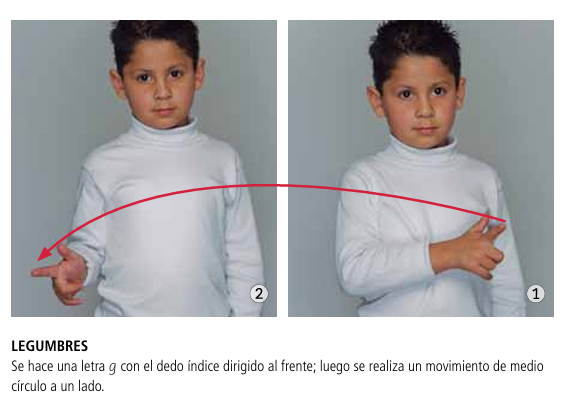 2
1
LEGUMBRES
Se hace una letra g con el dedo índice dirigido al frente; luego se realiza un movimiento de medio
círculo a un lado.